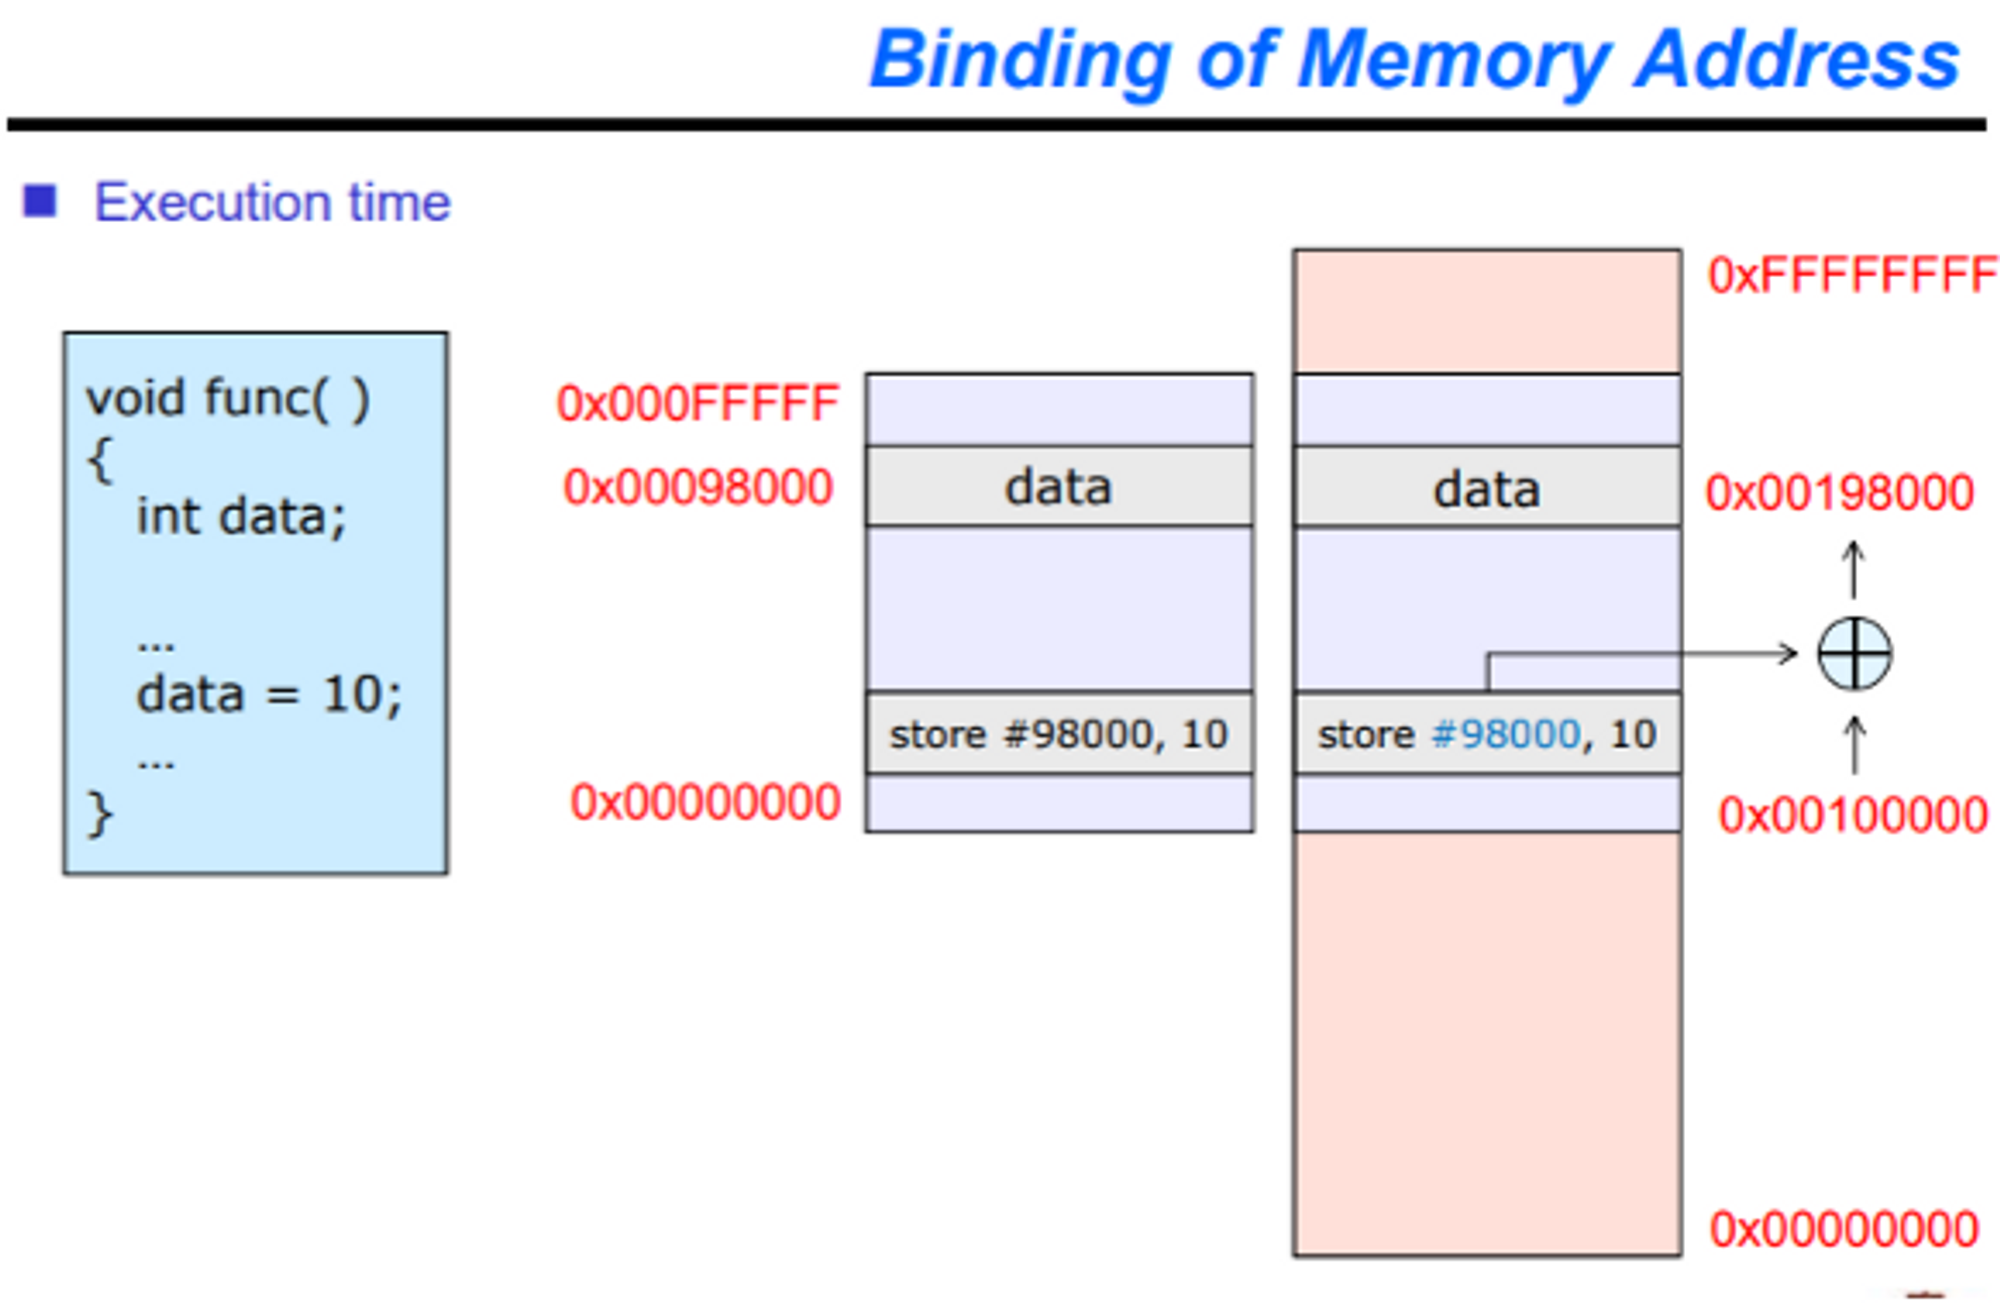 Binding of Memory Address
Execution time
void func( )
{
int data;
...
data = 10;
...
}
0x000FFFFF
0x00098000
0x00000000
data
store #98000, 10
data
store #98000, 10
0xFFFFFFFF
0x00198000
0x00100000
0x00000000